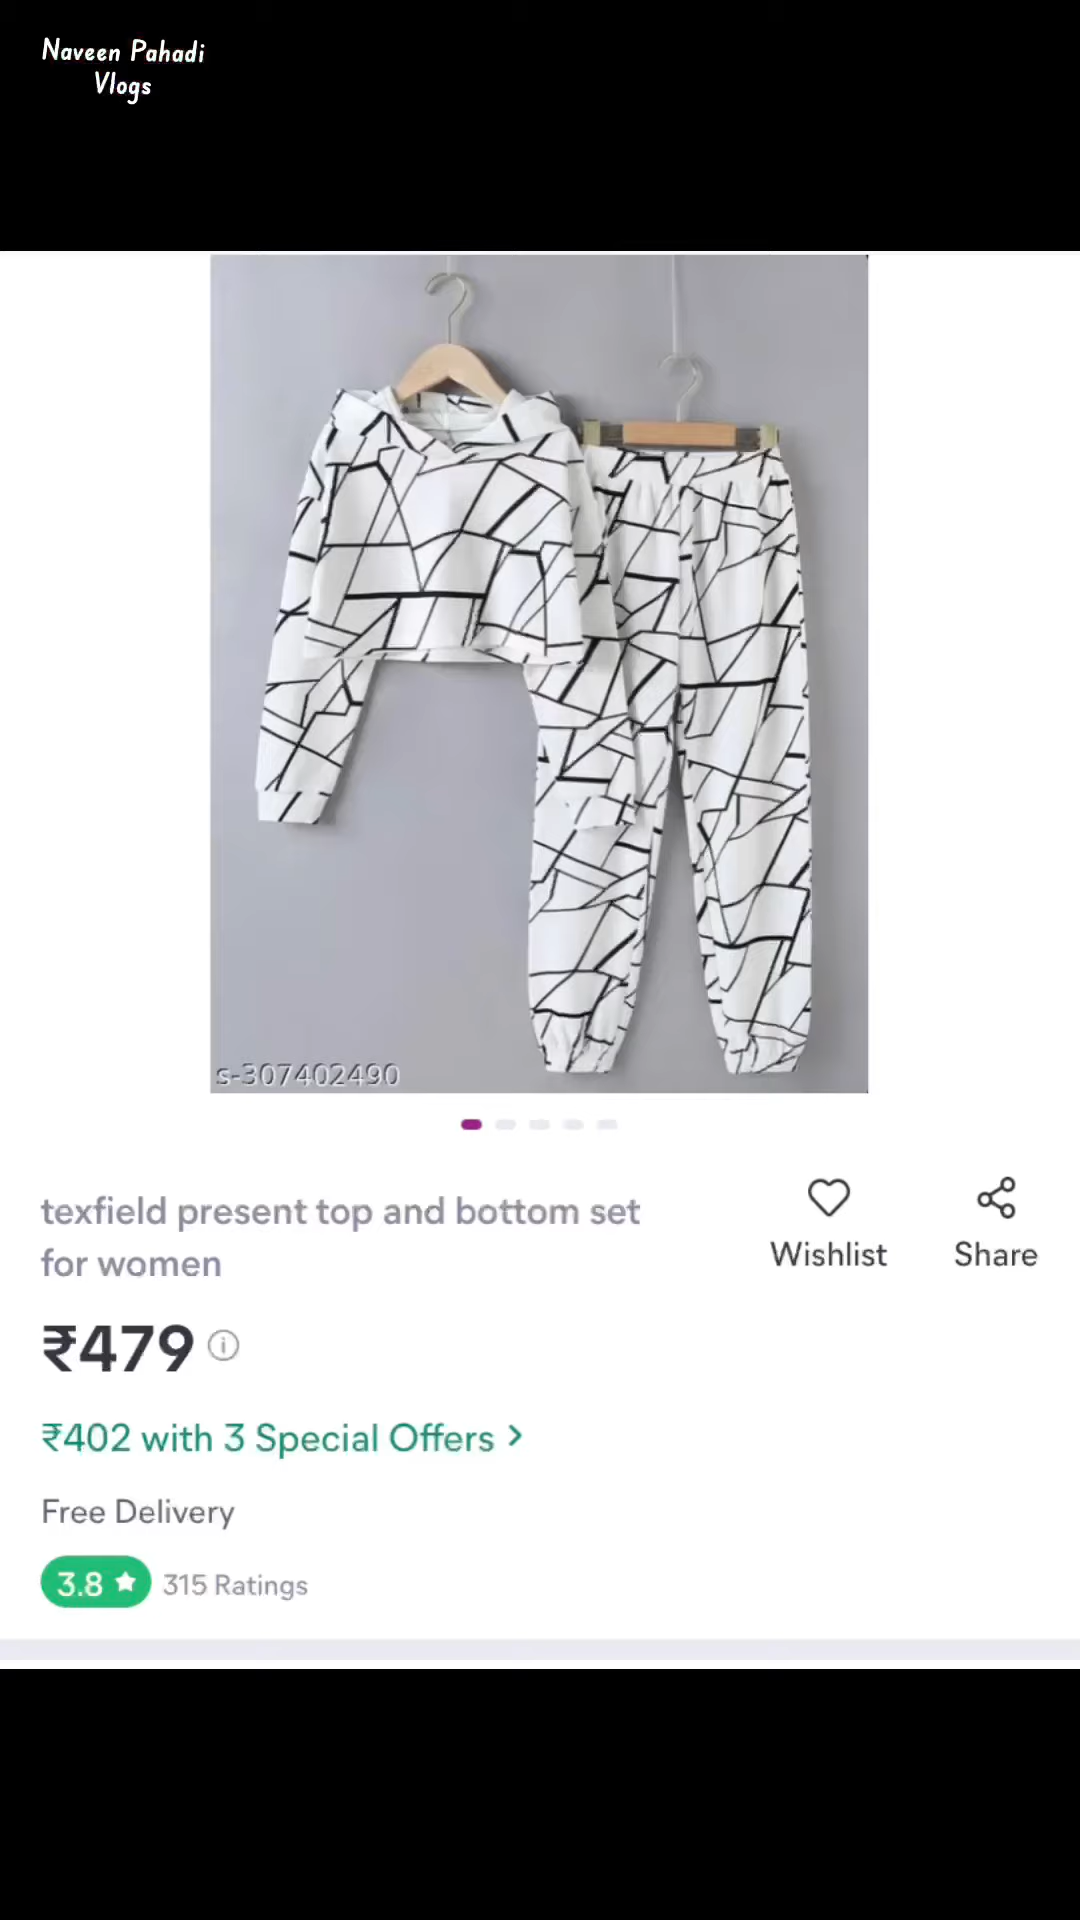 Naveen Pahadi
Vlogs
s-307402490
texfield present top and bottom set
for women
Wishlist
Share
₹479
₹402 with 3 Special Offers >
Free Delivery
3.8 ★ 315 Ratings